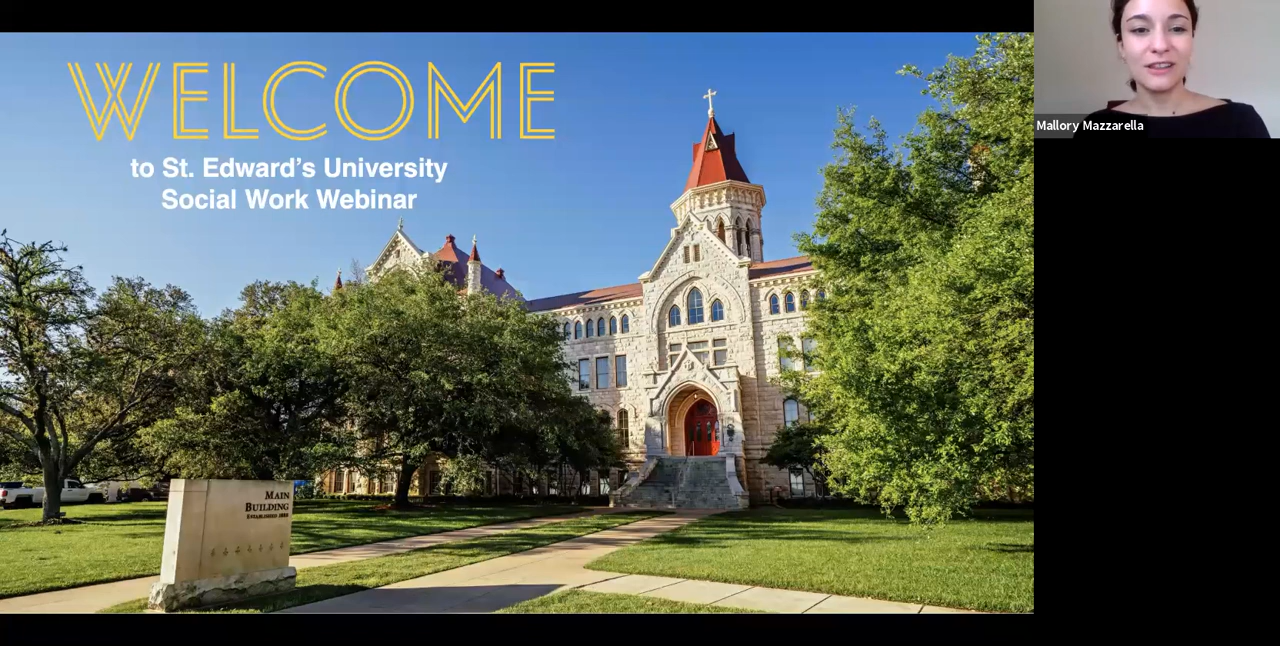 WELCOME
to St. Edward’s University
Social Work Webinar
Mallory Mazzarella
MAIN
BUILDING